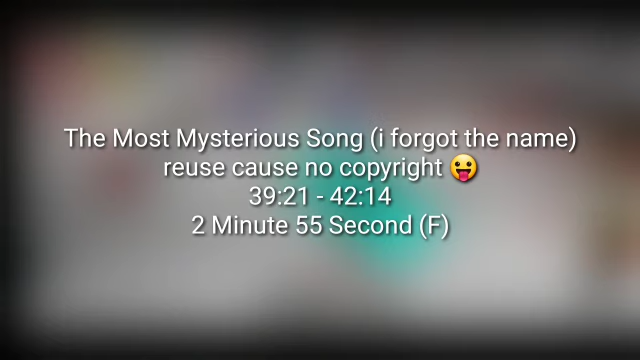 The Most Mysterious Song (i forgot the name)
reuse cause no copyright 😛
39:21 - 42:14
2 Minute 55 Second (F)